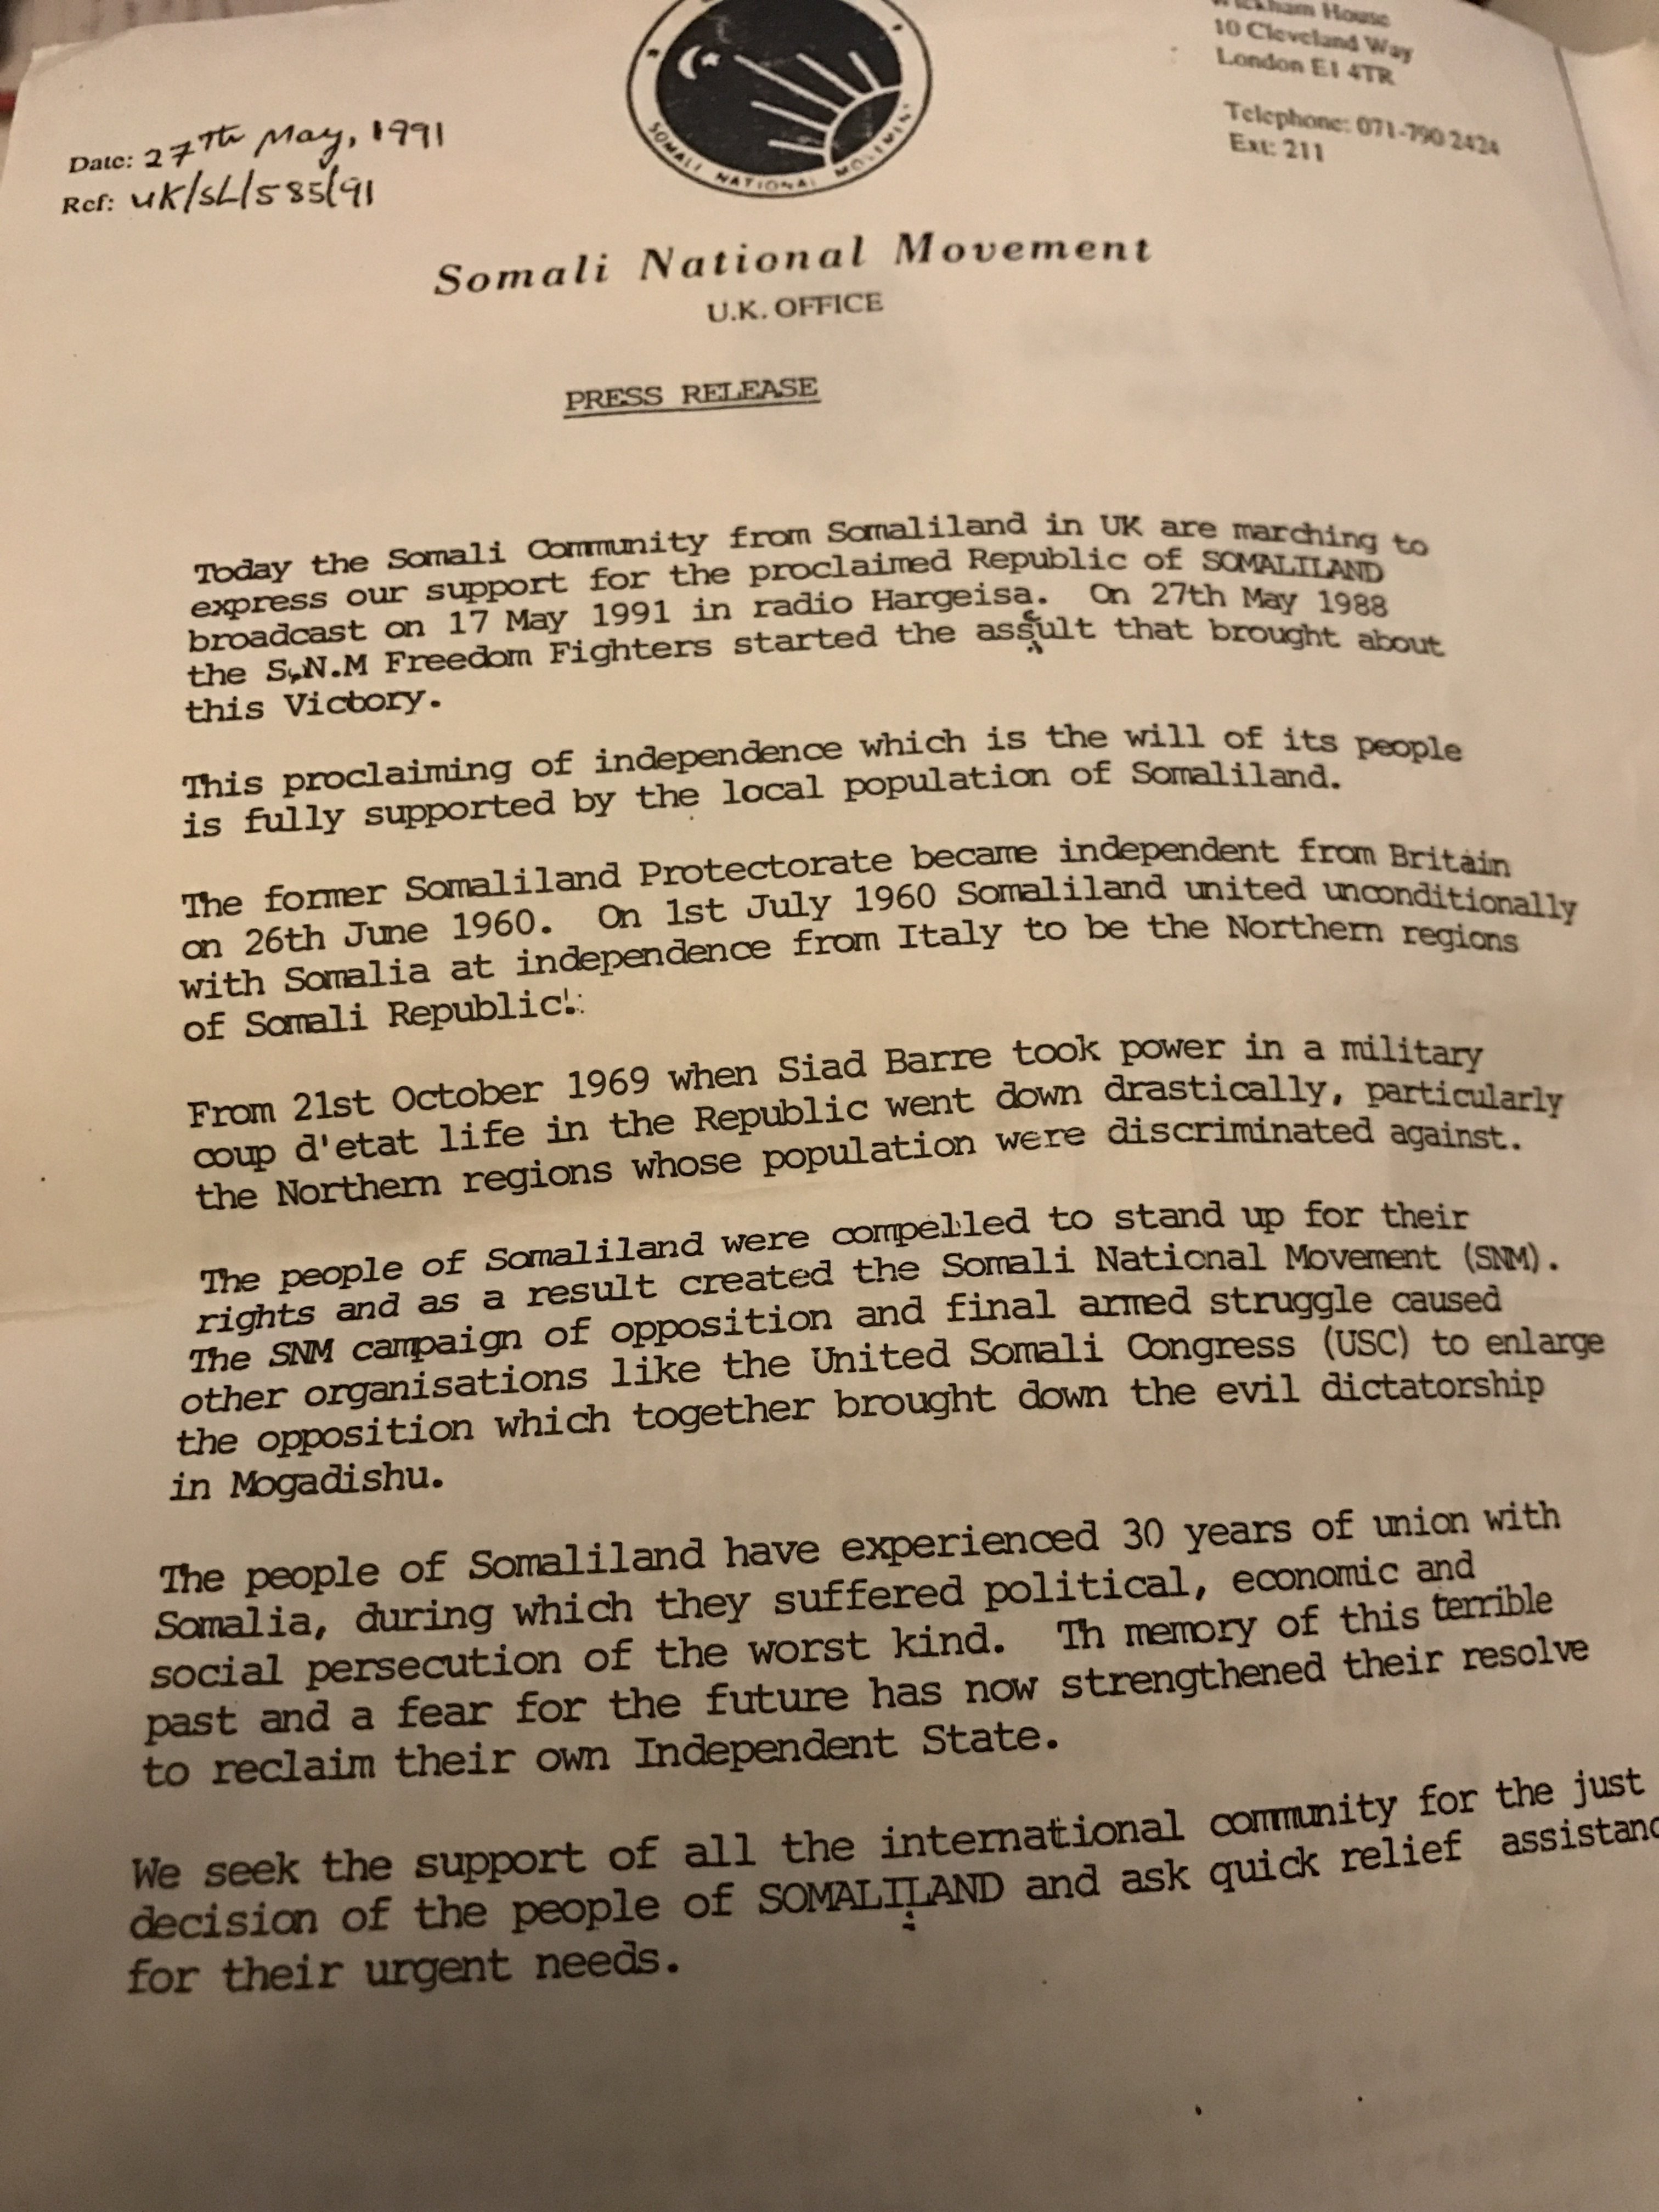 Wickham House
10 Cleveland Way
London E1 4TR
Telephone: 071-790 2424
Ext: 211
Date: 27Th May, 1991
Ref: UK/SL/585/91
SOMALI NATIONAL MOVEMENT
Somali National Movement
U.K. OFFICE
PRESS RELEASE
Today the Somali Community from Somaliland in UK are marching to
express our support for the proclaimed Republic of SOMALILAND
broadcast on 17 May 1991 in radio Hargeisa. On 27th May 1988
the S.N.M Freedom Fighters started the assult that brought about
this Victory.
This proclaiming of independence which is the will of its people
is fully supported by the local population of Somaliland.
The former Somaliland Protectorate became independent from Britain
on 26th June 1960. On 1st July 1960 Somaliland united unconditionally
with Somalia at independence from Italy to be the Northern regions
of Somali Republic.
From 21st October 1969 when Siad Barre took power in a military
coup d'etat life in the Republic went down drastically, particularly
the Northern regions whose population were discriminated against.
The people of Somaliland were compelled to stand up for their
rights and as a result created the Somali National Movement (SNM).
The SNM campaign of opposition and final armed struggle caused
other organisations like the United Somali Congress (USC) to enlarge
the opposition which together brought down the evil dictatorship
in Mogadishu.
The people of Somaliland have experienced 30 years of union with
Somalia, during which they suffered political, economic and
social persecution of the worst kind. Th memory of this terrible
past and a fear for the future has now strengthened their resolve
to reclaim their own Independent State.
We seek the support of all the international community for the just
decision of the people of SOMALILAND and ask quick relief assistanc
for their urgent needs.